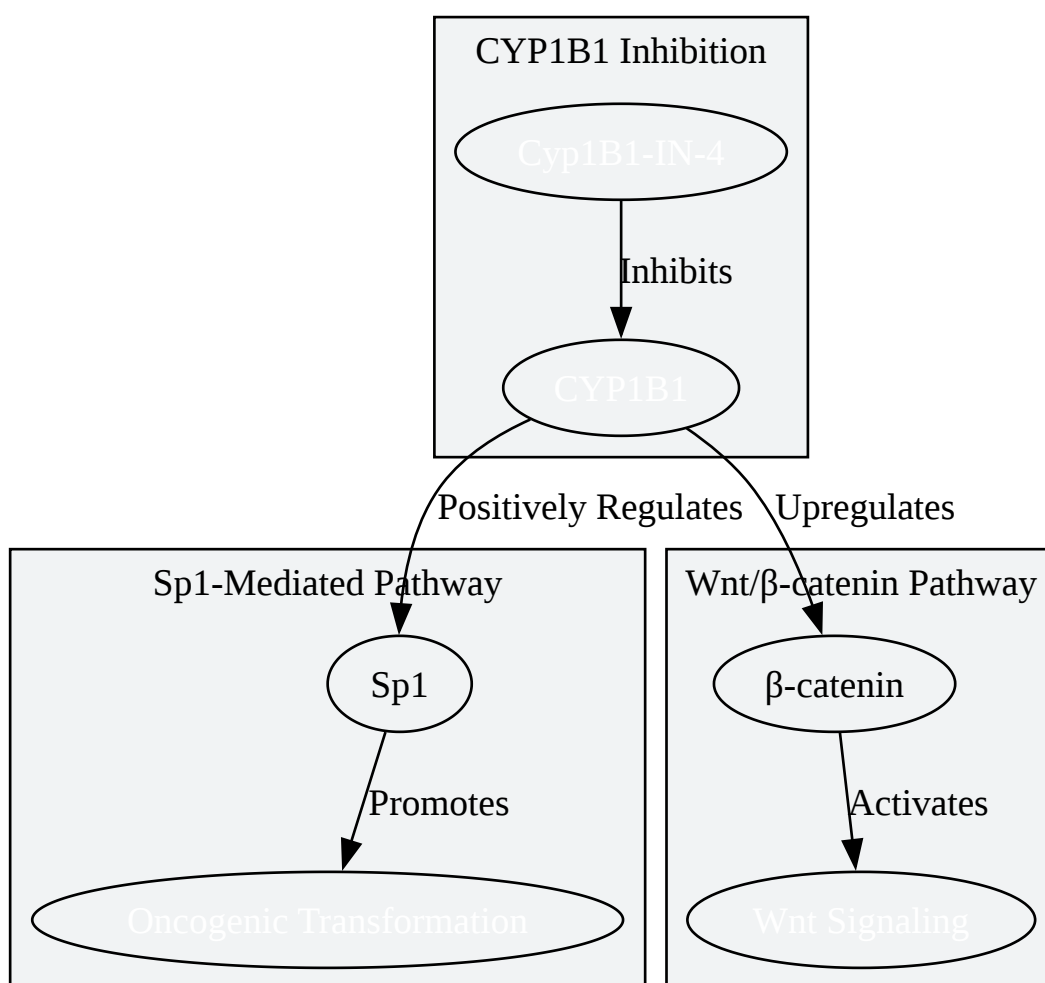 CYP1B1 Inhibition
Cyp1B1-IN-4
Inhibits
CYP1B1
Positively Regulates
Upregulates
Sp1-Mediated Pathway
Wnt/β-catenin Pathway
Sp1
β-catenin
Promotes
Activates
Oncogenic Transformation
Wnt Signaling